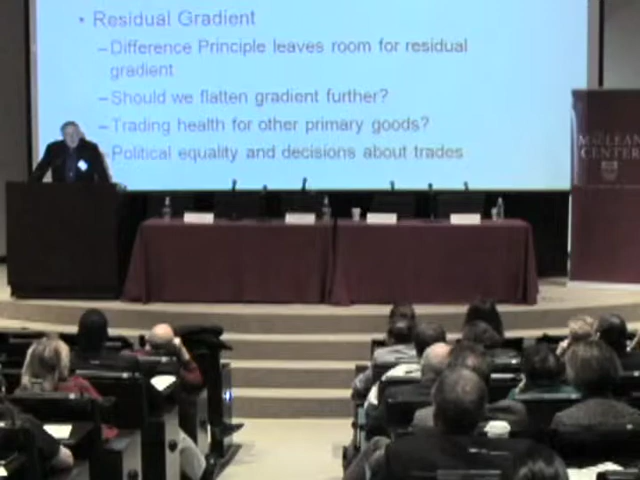 • Residual Gradient
–Difference Principle leaves room for residual
gradient
–Should we flatten gradient further?
–Trading health for other primary goods?
–Political equality and decisions about trades
MACLEAN
CENTER